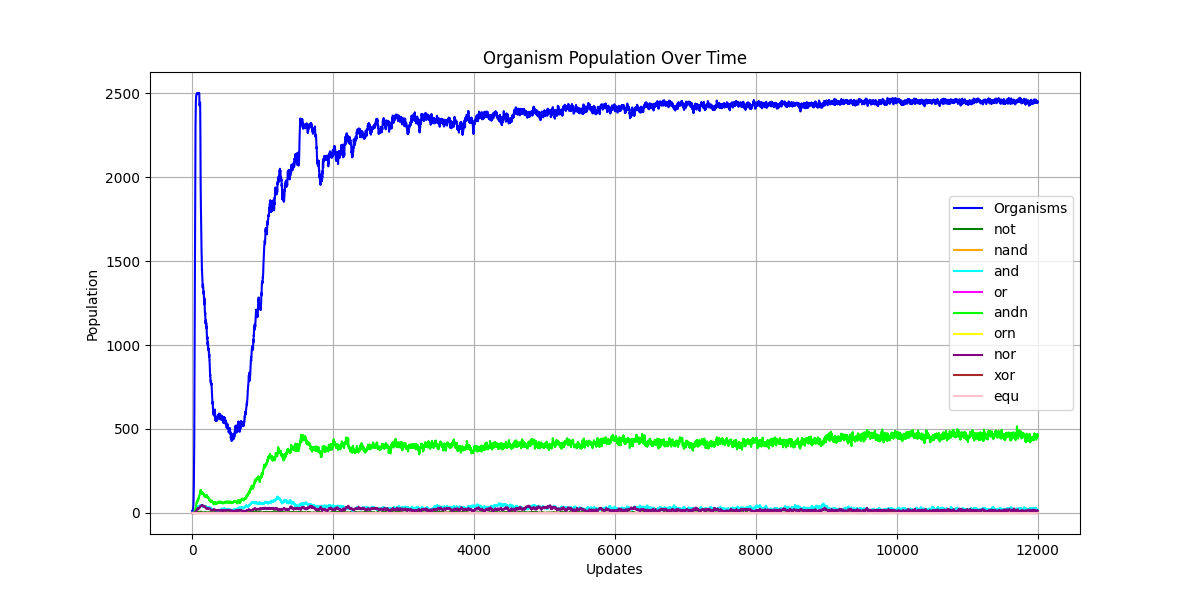 Organism Population Over Time
2500
2000
1500
1000
500
0
Population
Organisms
not
nand
and
or
andn
orn
nor
xor
equ
0 2000 4000 6000 8000 10000 12000
Updates